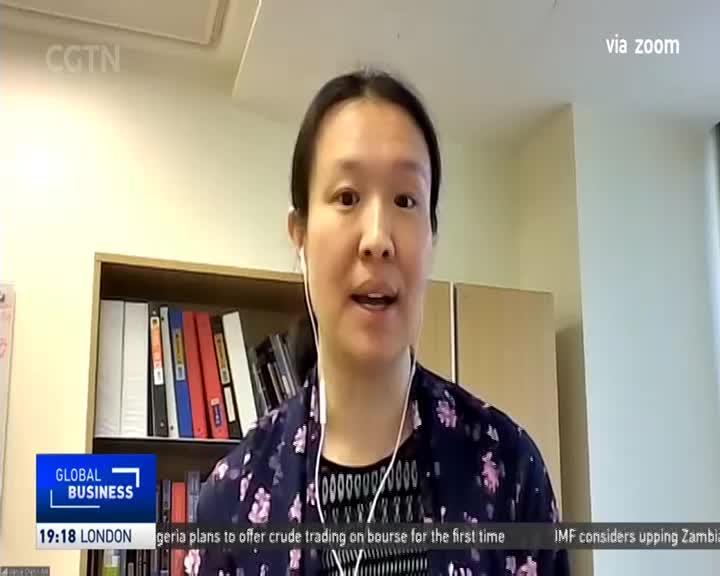 CGTN
via zoom
GLOBAL
BUSINESS
19:18 LONDON
geria plans to offer crude trading on bourse for the first time
IMF considers upping Zambi